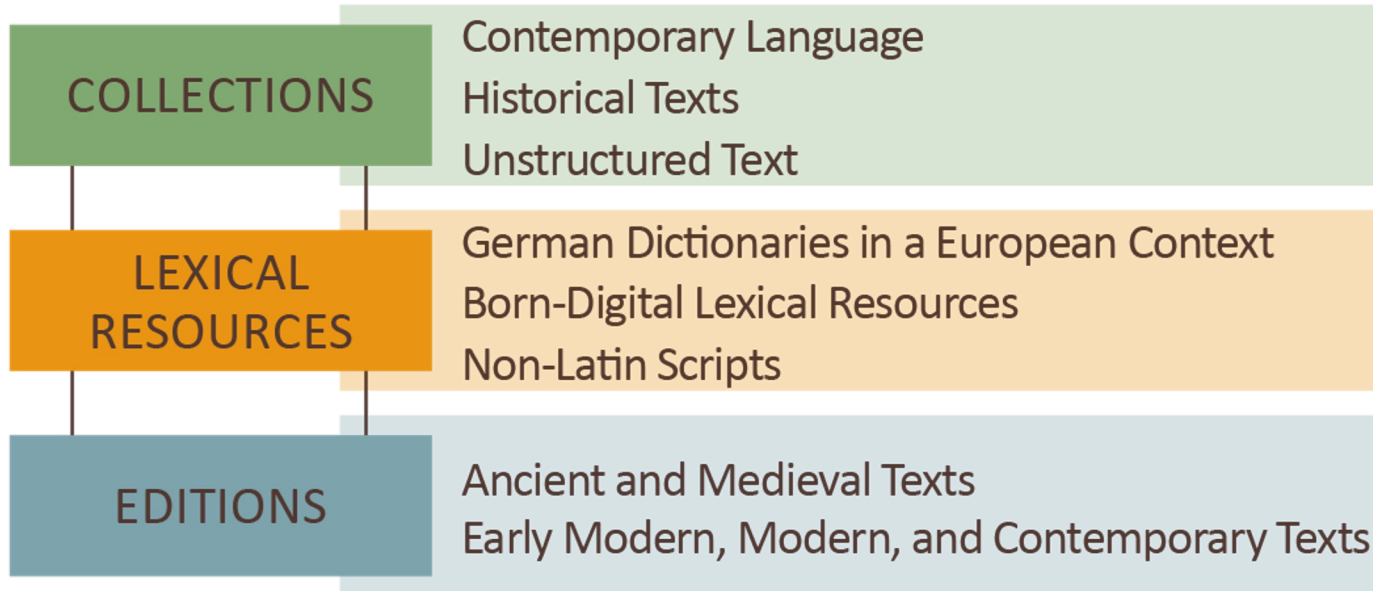 COLLECTIONS
Contemporary Language
Historical Texts
Unstructured Text
LEXICAL
RESOURCES
German Dictionaries in a European Context
Born-Digital Lexical Resources
Non-Latin Scripts
EDITIONS
Ancient and Medieval Texts
Early Modern, Modern, and Contemporary Texts